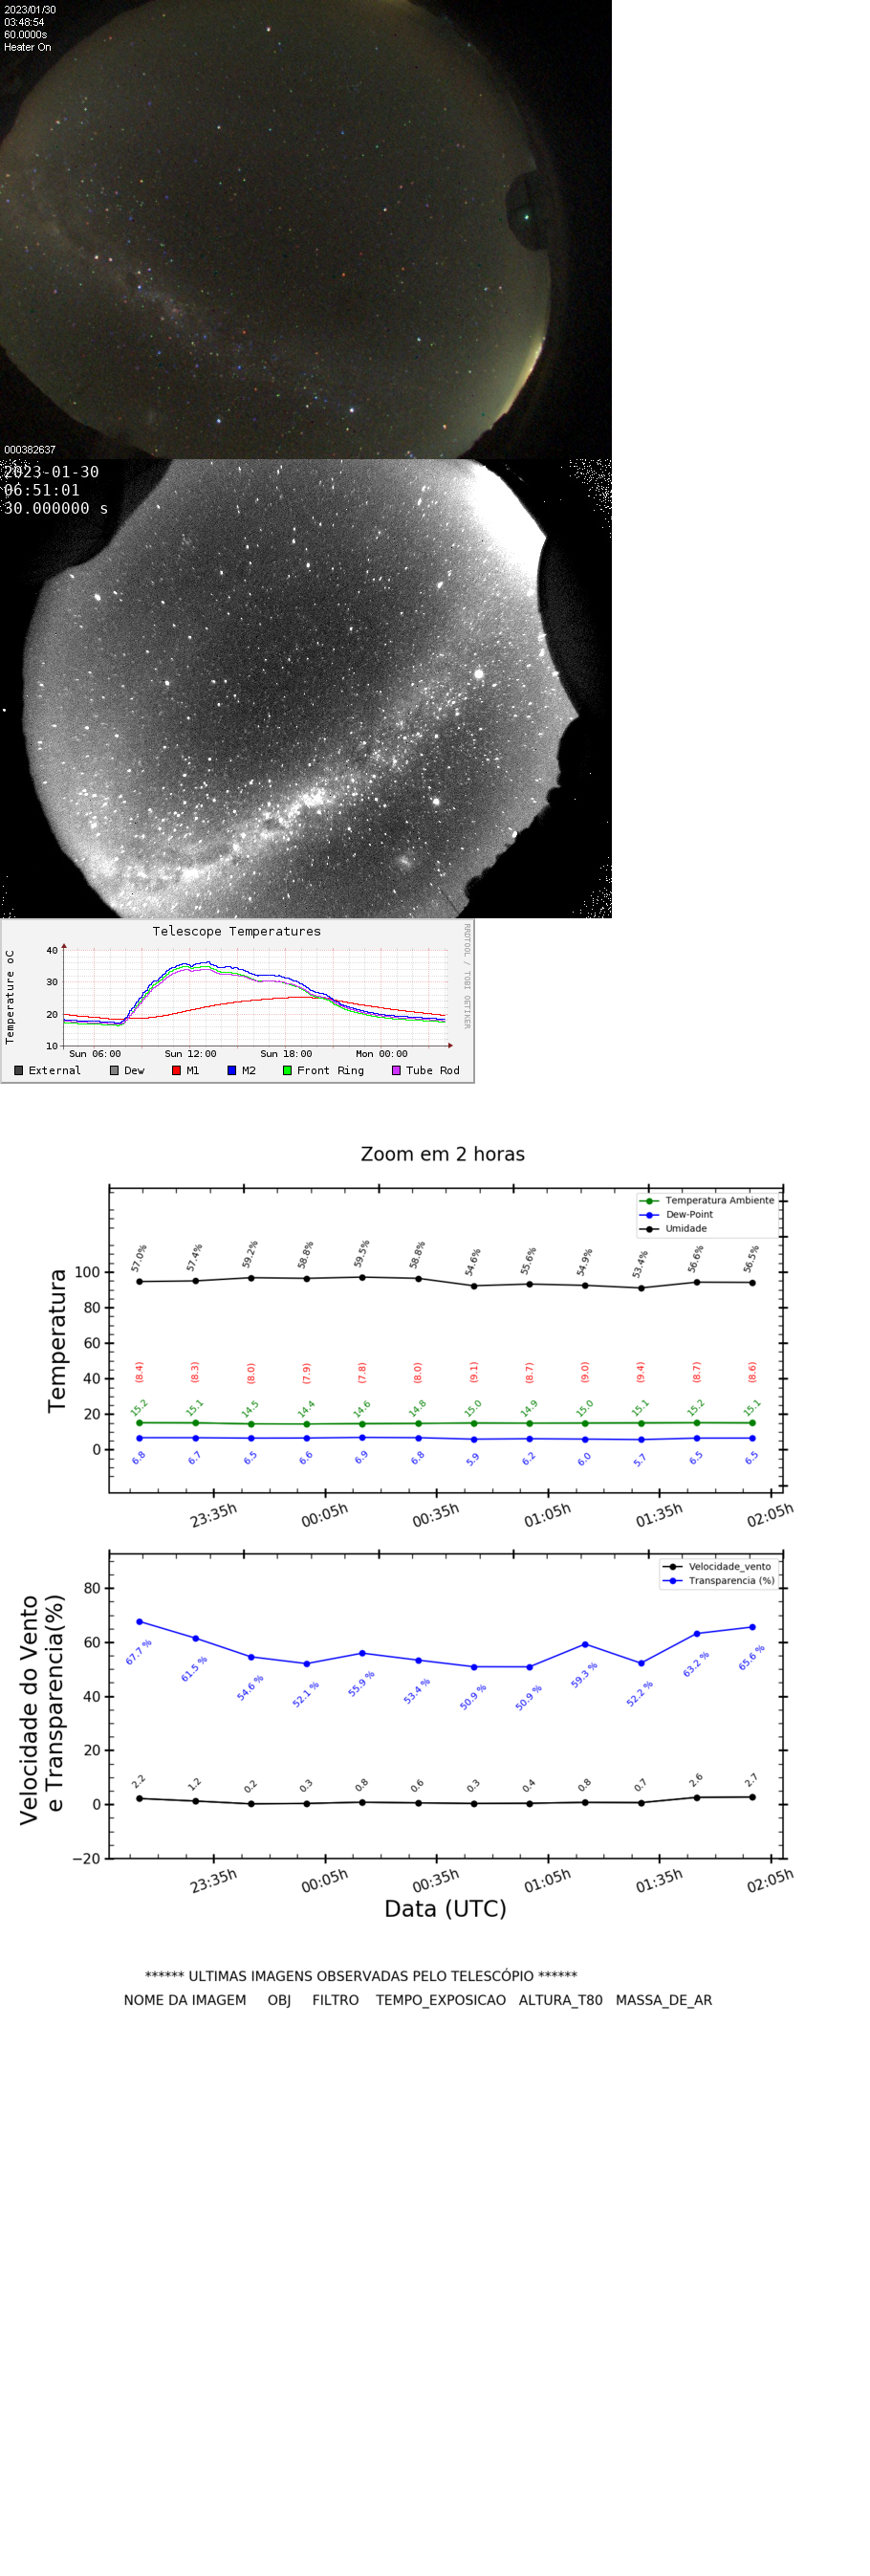 2023/01/30
03:48:54
60.0000s
Heater On
000382637
2023-01-30
06:51:01
30.000000 s
Telescope Temperatures
Temperature oC
40
30
20
10
Sun 06:00 Sun 12:00 Sun 18:00 Mon 00:00
External Dew M1 M2 Front Ring Tube Rod
RRDTOOL / TOBI OETIKER
Zoom em 2 horas
Temperatura
Temperatura Ambiente
Dew-Point
Umidade
57.0% 57.4% 59.2% 58.8% 59.5% 58.8% 54.6% 55.6% 54.9% 53.4% 56.6% 56.5%
100
80
60
40
20
0
(8.4) (8.3) (8.0) (7.9) (7.8) (8.0) (9.1) (8.7) (9.0) (9.4) (8.7) (8.6)
15.2 15.1 14.5 14.4 14.6 14.8 15.0 14.9 15.0 15.1 15.2 15.1
6.8 6.7 6.5 6.6 6.9 6.8 5.9 6.2 6.0 5.7 6.5 6.5
23:35h 00:05h 00:35h 01:05h 01:35h 02:05h
Velocidade do Vento
e Transparencia(%)
Velocidade_vento
Transparencia (%)
80
60
40
20
0
−20
67.7 % 61.5 % 54.6 % 52.1 % 55.9 % 53.4 % 50.9 % 50.9 % 59.3 % 52.2 % 63.2 % 65.6 %
2.2 1.2 0.2 0.3 0.8 0.6 0.3 0.4 0.8 0.7 2.6 2.7
23:35h 00:05h 00:35h 01:05h 01:35h 02:05h
Data (UTC)
****** ULTIMAS IMAGENS OBSERVADAS PELO TELESCÓPIO ******
NOME DA IMAGEM OBJ FILTRO TEMPO_EXPOSICAO ALTURA_T80 MASSA_DE_AR